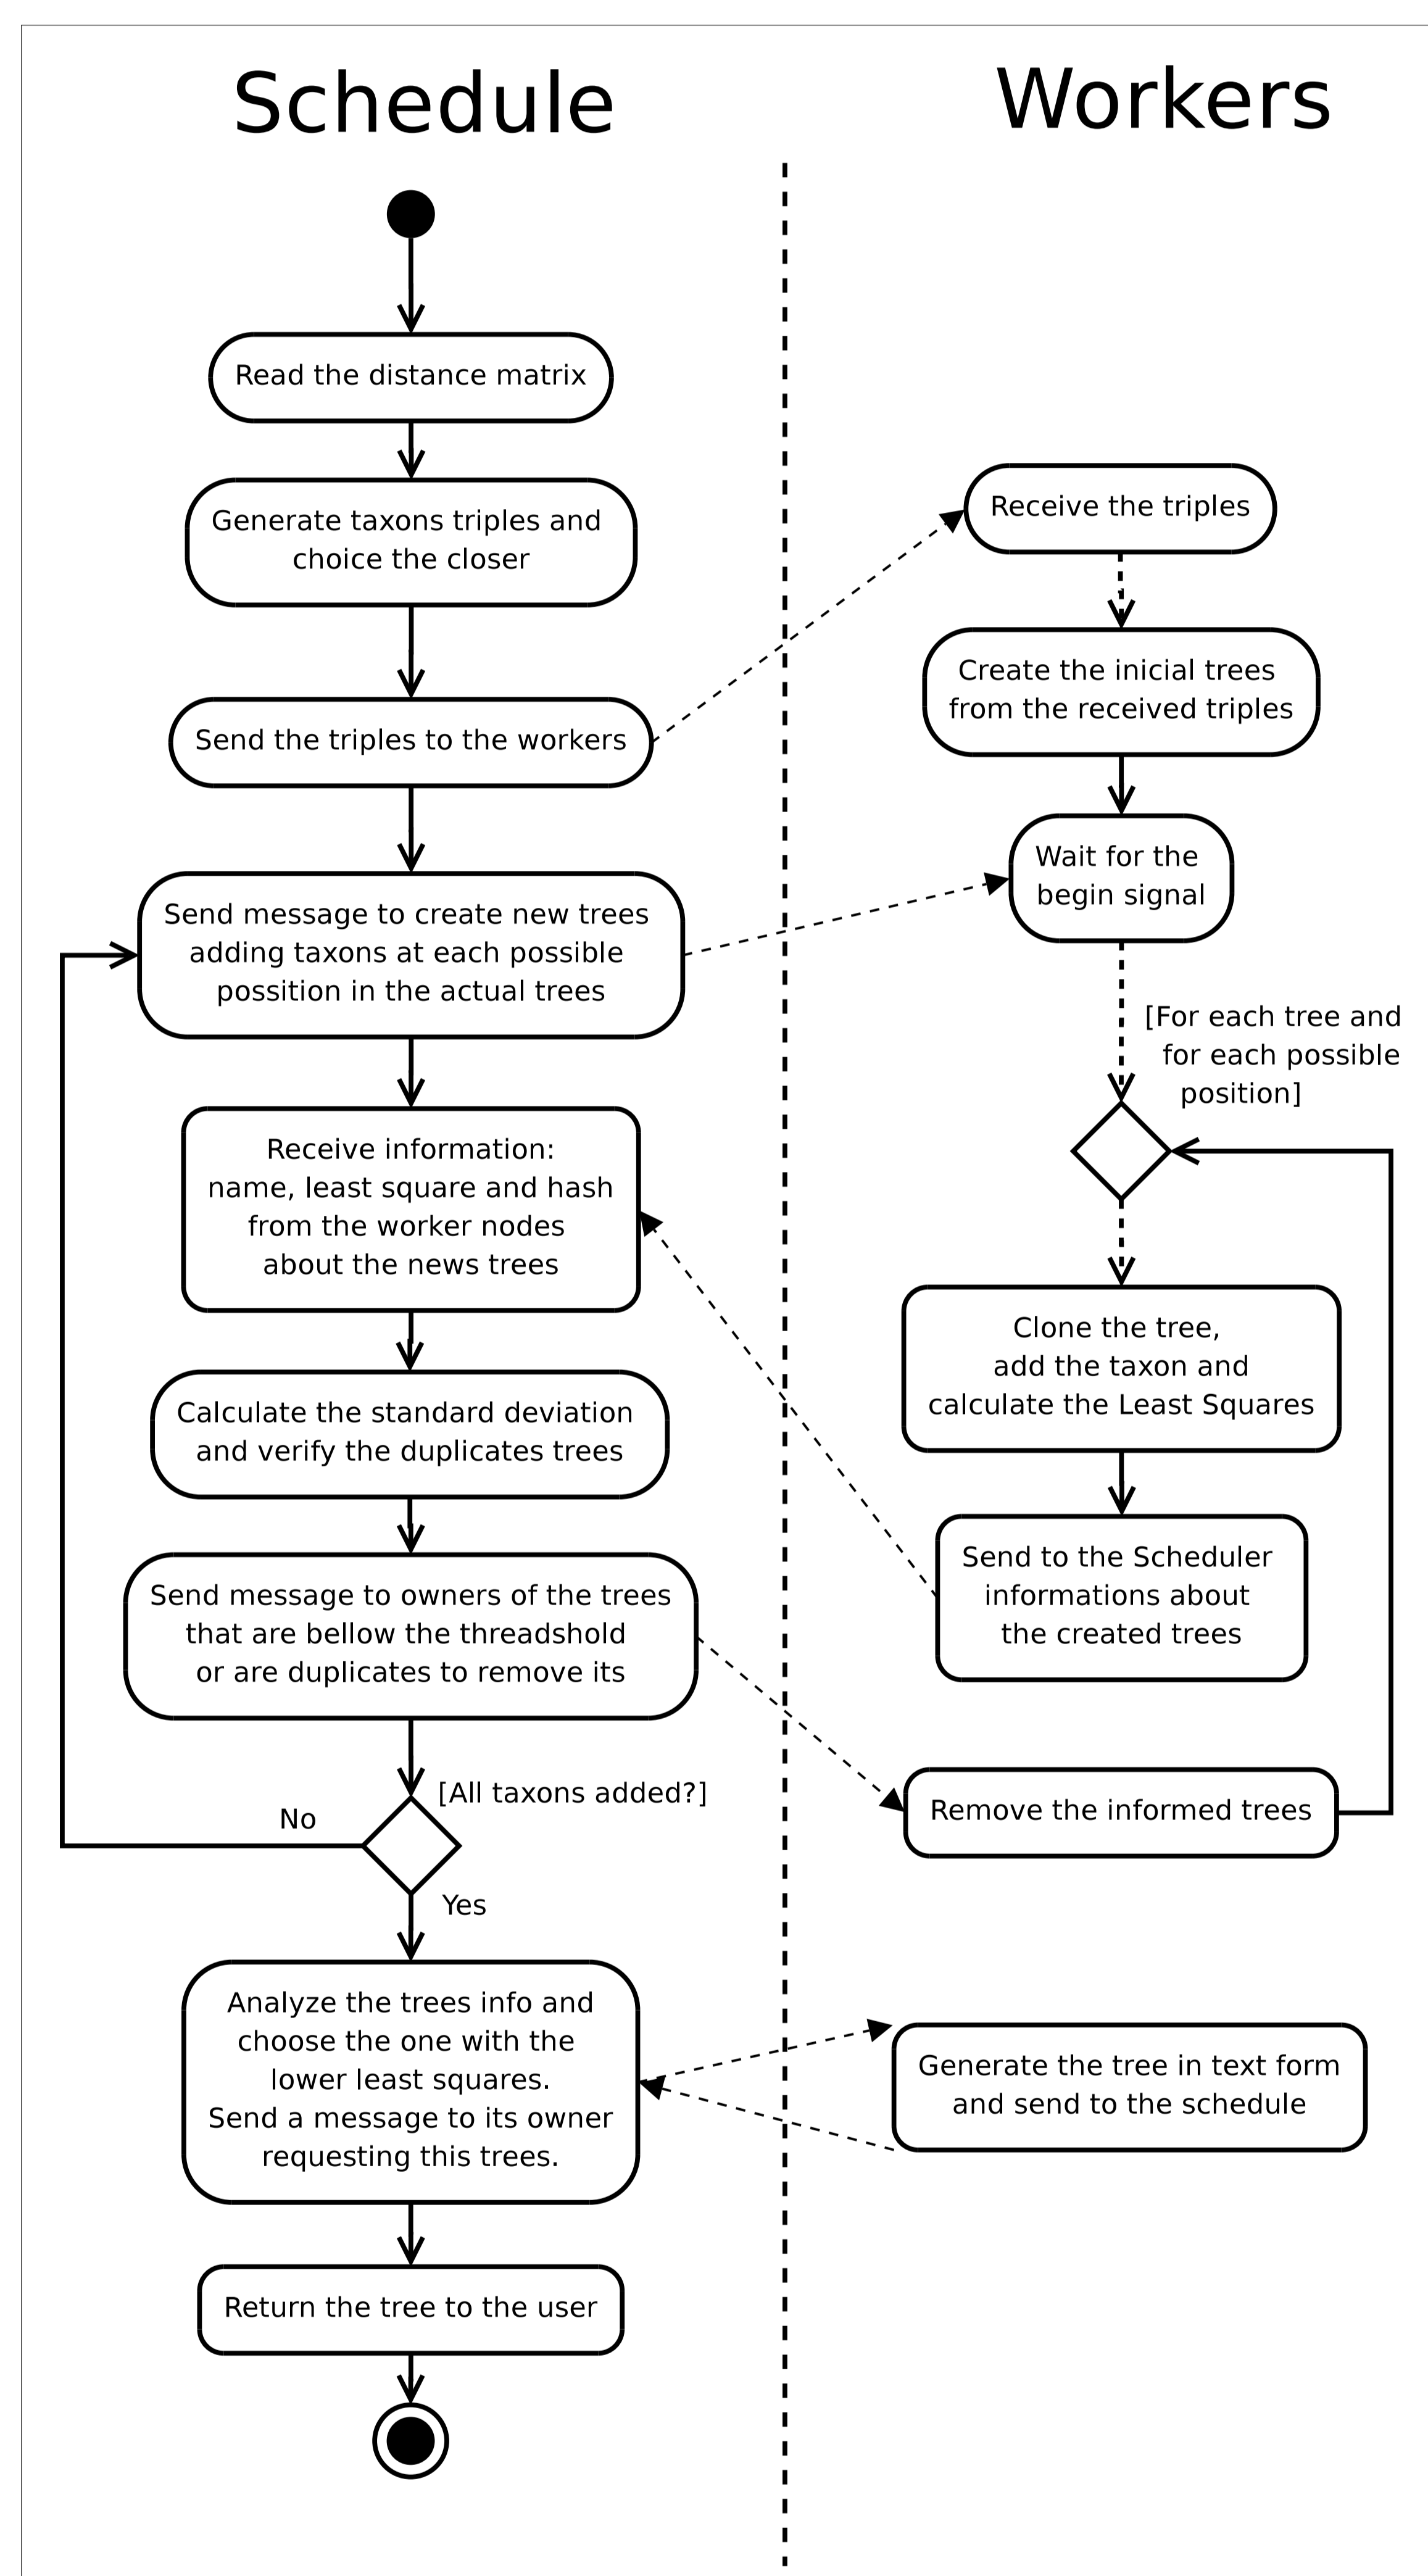 Schedule
Workers
Read the distance matrix
Generate taxons triples and
choice the closer
Send the triples to the workers
Send message to create new trees
adding taxons at each possible
possition in the actual trees
Receive information:
name, least square and hash
from the worker nodes
about the news trees
Calculate the standard deviation
and verify the duplicates trees
Send message to owners of the trees
that are bellow the threadshold
or are duplicates to remove its
[All taxons added?]
No
Yes
Analyze the trees info and
choose the one with the
lower least squares.
Send a message to its owner
requesting this trees.
Return the tree to the user
Receive the triples
Create the inicial trees
from the received triples
Wait for the
begin signal
[For each tree and
for each possible
position]
Clone the tree,
add the taxon and
calculate the Least Squares
Send to the Scheduler
informations about
the created trees
Remove the informed trees
Generate the tree in text form
and send to the schedule